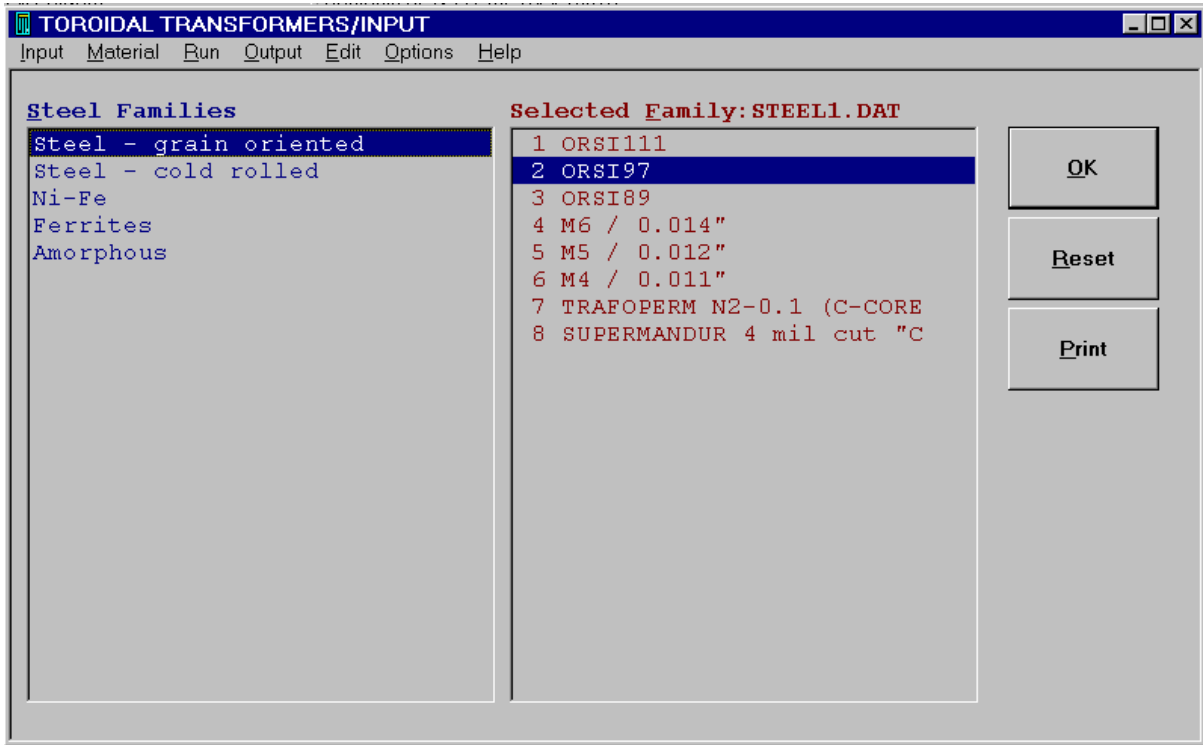 TOROIDAL TRANSFORMERS/INPUT
Input Material Run Output Edit Options Help
Steel Families
Steel - grain oriented
Steel - cold rolled
Ni-Fe
Ferrites
Amorphous
Selected Family:STEEL1.DAT
1 ORSI111
2 ORSI97
3 ORSI89
4 M6 / 0.014"
5 M5 / 0.012"
6 M4 / 0.011"
7 TRAFOPERM N2-0.1 (C-CORE
8 SUPERMANDUR 4 mil cut "C
OK
Reset
Print